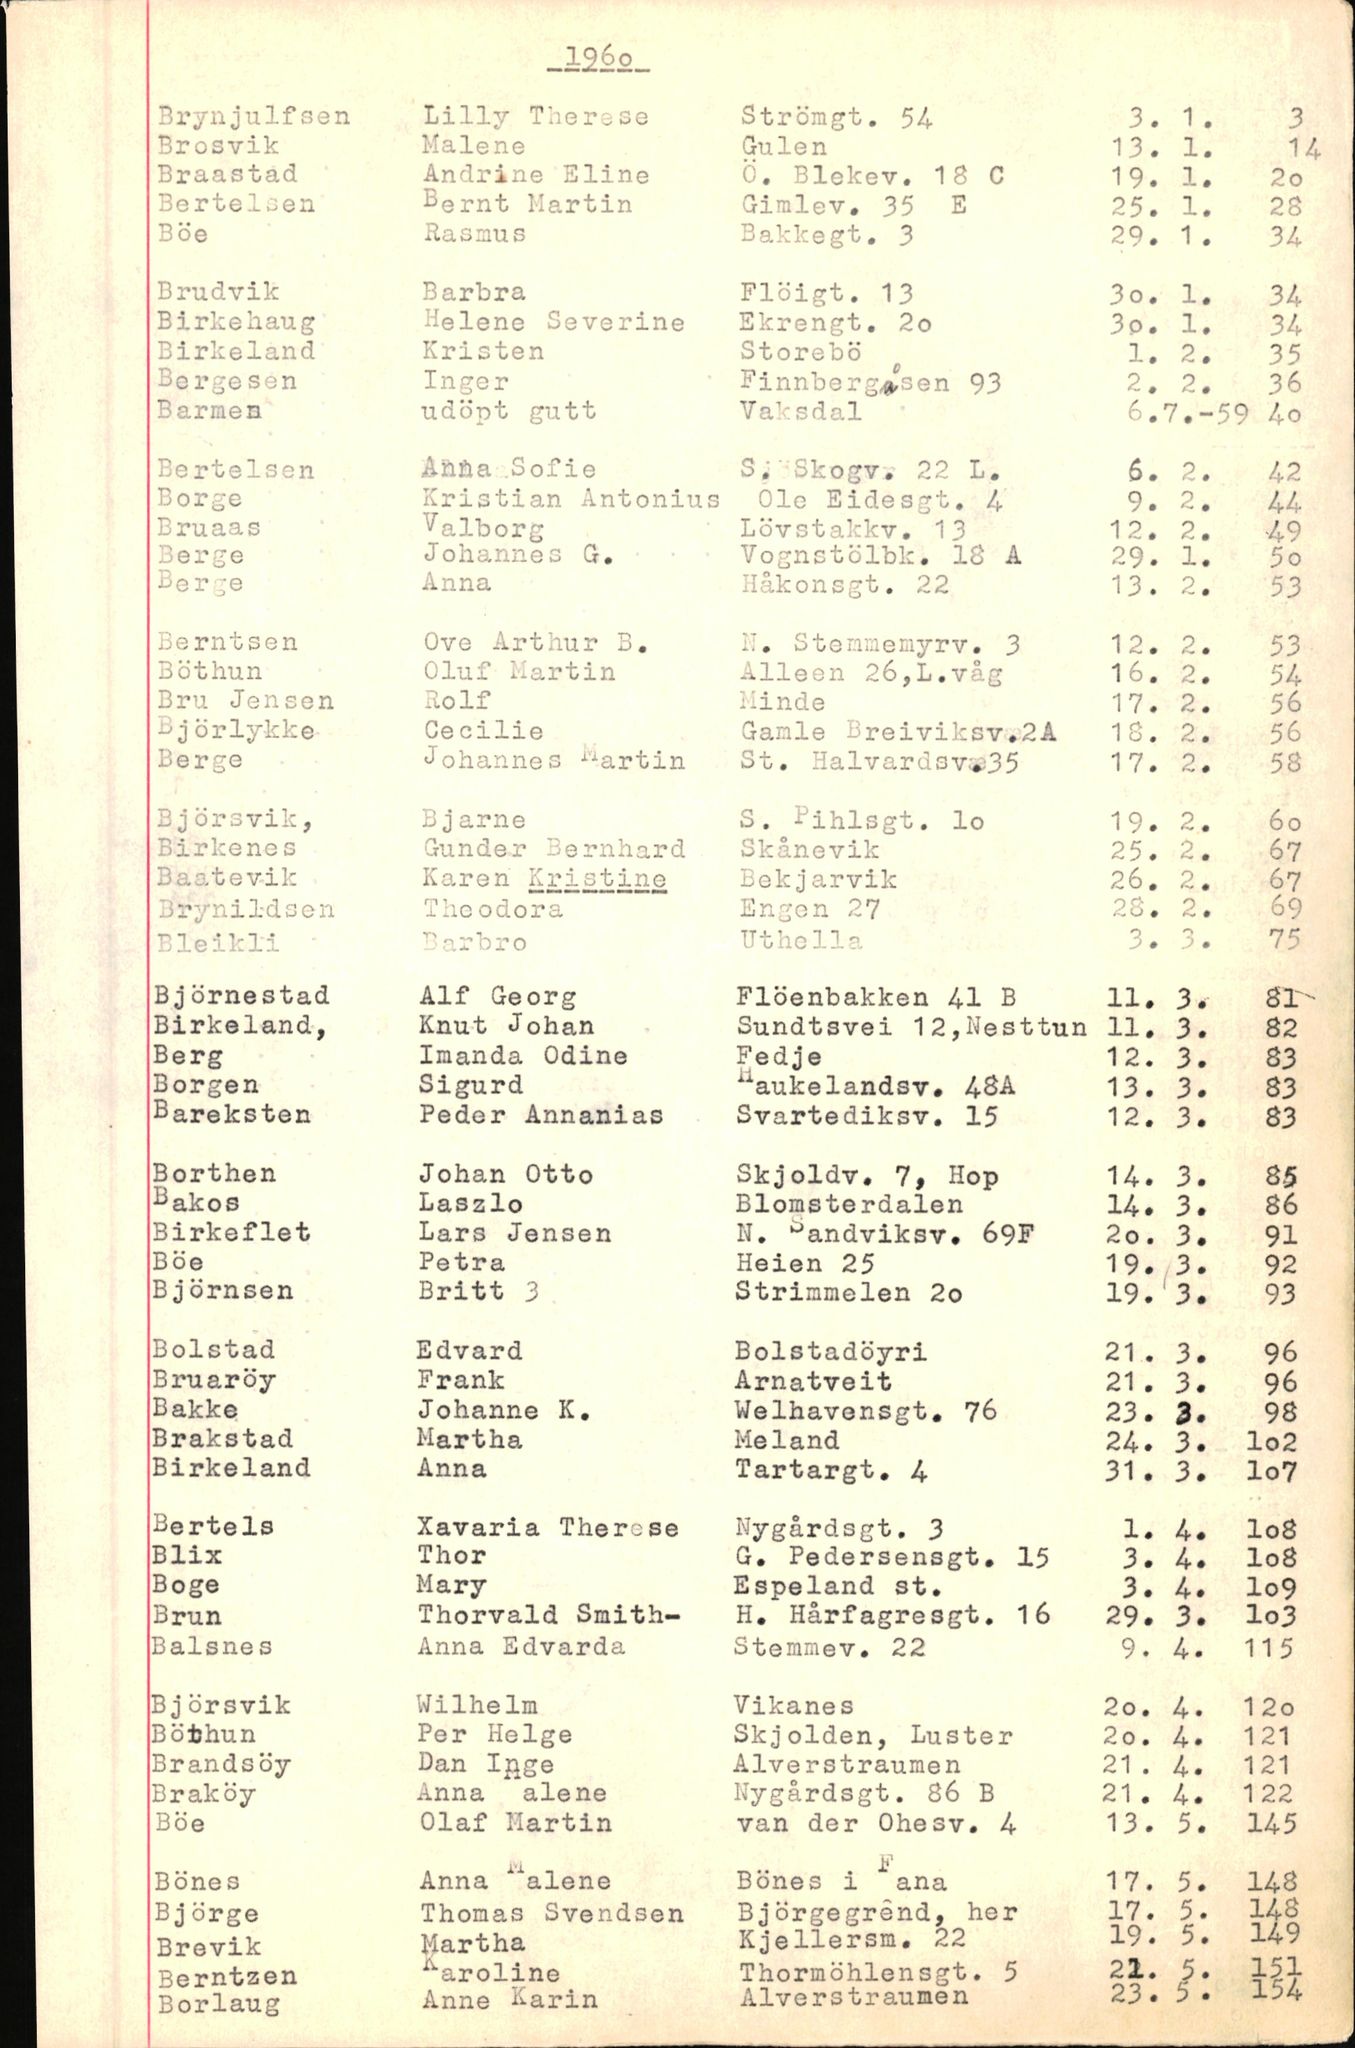 1960
Brynjulfsen Lilly Therese Strömgt. 54 3. 1. 3
Brosvik Malene Gulen 13. 1. 14
Braastad Andrine Eline Ö. Blekev. 18 C 19. 1. 20
Bertelsen Bernt Martin Gimlev. 35 E 25. 1. 28
Böe Rasmus Bakkegt. 3 29. 1. 34
Brudvik Barbra Flöigt. 13 30. 1. 34
Birkehaug Helene Severine Ekrengt. 20 30. 1. 34
Birkeland Kristen Storebö 1. 2. 35
Bergesen Inger Finnbergåsen 93 2. 2. 36
Barmen udöpt gutt Vaksdal 6.7.-59 40
Bertelsen Anna Sofie S. Skogv. 22 L. 6. 2. 42
Borge Kristian Antonius Ole Eidesgt. 4 9. 2. 44
Bruaas Valborg Lövstakkv. 13 12. 2. 49
Berge Johannes G. Vognstölbk. 18 A 29. 1. 50
Berge Anna Håkonsgt. 22 13. 2. 53
Berntsen Ove Arthur B. N. Stemmemyrv. 3 12. 2. 53
Böthun Oluf Martin Alleen 26,L.våg 16. 2. 54
Bru Jensen Rolf Minde 17. 2. 56
Björlykke Cecilie Gamle Breiviksv.2A 18. 2. 56
Berge Johannes Martin St. Halvardsv.35 17. 2. 58
Björsvik, Bjarne S. Pihlsgt. 10 19. 2. 60
Birkenes Gunder Bernhard Skånevik 25. 2. 67
Baatevik Karen Kristine Bekjarvik 26. 2. 67
Brynildsen Theodora Engen 27 28. 2. 69
Bleikli Barbro Uthella 3. 3. 75
Björnestad Alf Georg Flöenbakken 41 B 11. 3. 81
Birkeland, Knut Johan Sundtsvei 12,Nesttun 11. 3. 82
Berg Imanda Odine Fedje 12. 3. 83
Borgen Sigurd Haukelandsv. 48A 13. 3. 83
Bareksten Peder Annanias Svartediksv. 15 12. 3. 83
Borthen Johan Otto Skjoldv. 7, Hop 14. 3. 85
Bakos Laszlo Blomsterdalen 14. 3. 86
Birkeflet Lars Jensen N. Sandviksv. 69F 20. 3. 91
Böe Petra Heien 25 19. 3. 92
Björnsen Britt 3 Strimmelen 20 19. 3. 93
Bolstad Edvard Bolstadöyri 21. 3. 96
Bruaröy Frank Arnatveit 21. 3. 96
Bakke Johanne K. Welhavensgt. 76 23. 3. 98
Brakstad Martha Meland 24. 3. 102
Birkeland Anna Tartargt. 4 31. 3. 107
Bertels Xavaria Therese Nygårdsgt. 3 1. 4. 108
Blix Thor G. Pedersensgt. 15 3. 4. 108
Boge Mary Espeland st. 3. 4. 109
Brun Thorvald Smith- H. Hårfagresgt. 16 29. 3. 103
Balsnes Anna Edvarda Stemmev. 22 9. 4. 115
Björsvik Wilhelm Vikanes 20. 4. 120
Böthun Per Helge Skjolden, Luster 20. 4. 121
Brandsöy Dan Inge Alverstraumen 21. 4. 121
Braköy Anna Malene Nygårdsgt. 86 B 21. 4. 122
Böe Olaf Martin van der Ohesv. 4 13. 5. 145
Bönes Anna Malene Bönes i Fana 17. 5. 148
Björge Thomas Svendsen Björgegrend, her 17. 5. 148
Brevik Martha Kjellersm. 22 19. 5. 149
Berntzen Karoline Thormöhlensgt. 5 21. 5. 151
Borlaug Anne Karin Alverstraumen 23. 5. 154